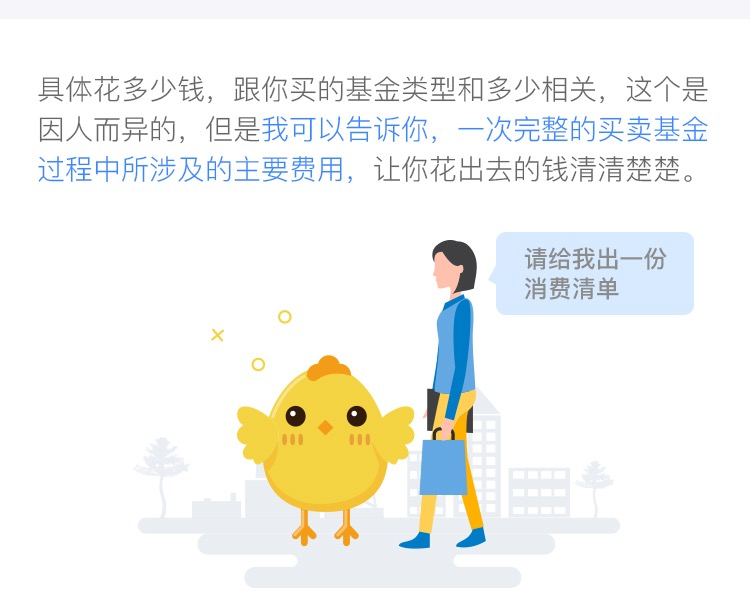 具体花多少钱，跟你买的基金类型和多少相关，这个是
因人而异的，但是我可以告诉你，一次完整的买卖基金
过程中所涉及的主要费用，让你花出去的钱清清楚楚。
请给我出一份
消费清单